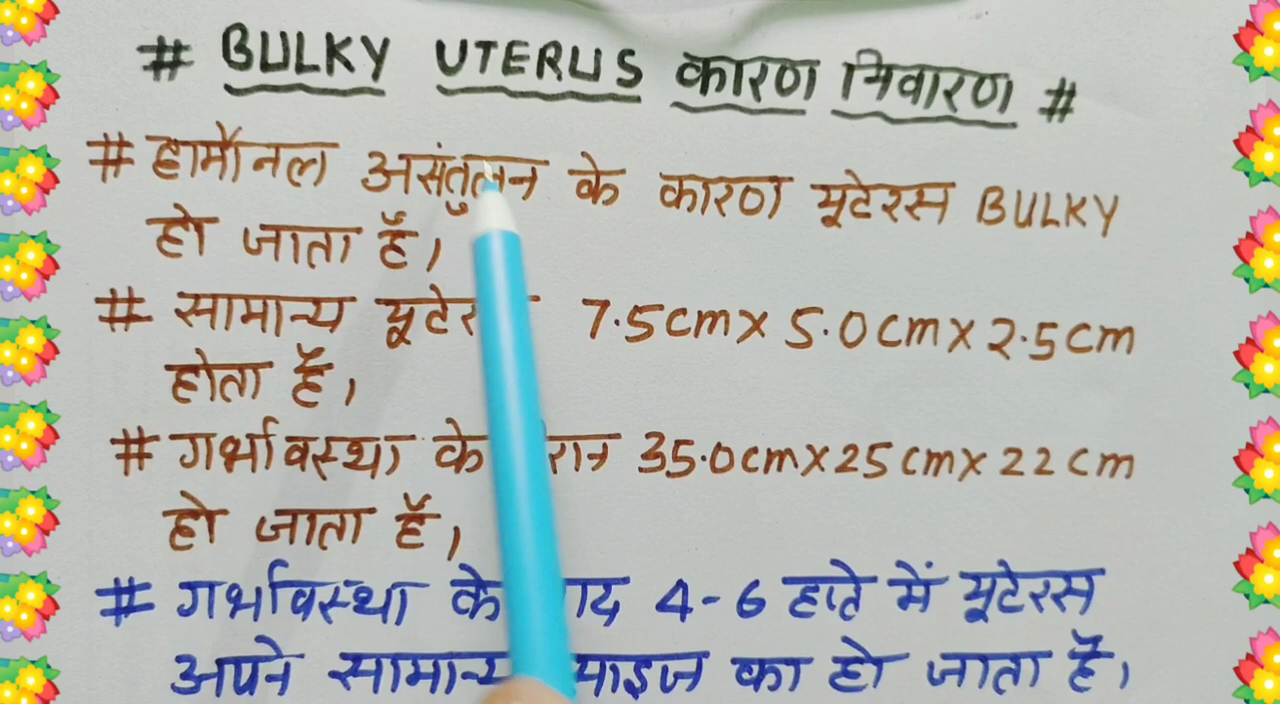 # BULKY UTERUS कारण निवारण #
# हार्मोनल असंतुलन के कारण यूटेरस BULKY
हो जाता है।
# सामान्य 7.5cm x 5.0cm x 2.5cm
होता है।
# गर्भावस्था के 35.0cm x 25cm x 22cm
हो जाता है।
# गर्भावस्था के 4-6 हफ्ते में यूटेरस
अपने सामान्य साइज का हो जाता है।